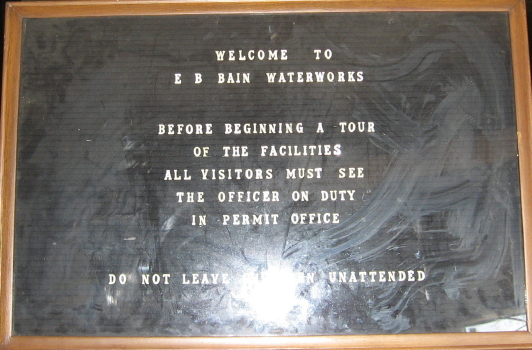 WELCOME TO
E B BAIN WATERWORKS
BEFORE BEGINNING A TOUR
OF THE FACILITIES
ALL VISITORS MUST SEE
THE OFFICER ON DUTY
IN PERMIT OFFICE
DO NOT LEAVE UNATTENDED